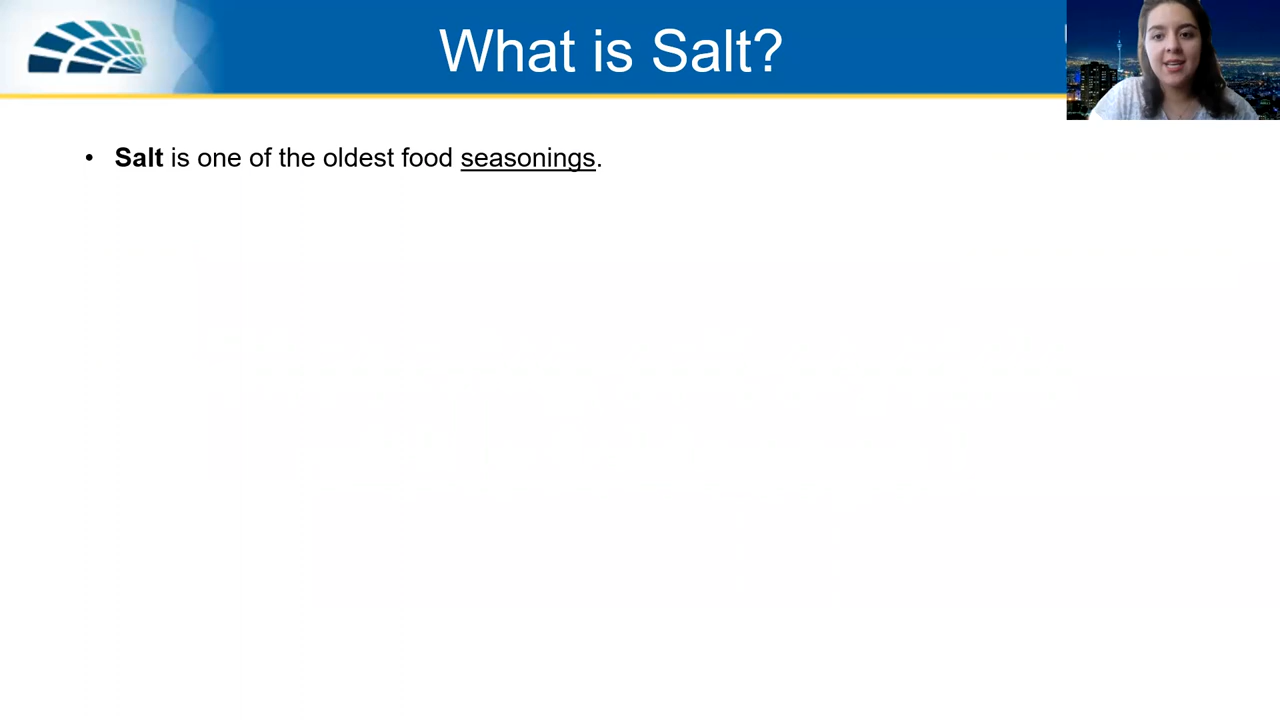 What is Salt?
• Salt is one of the oldest food seasonings.